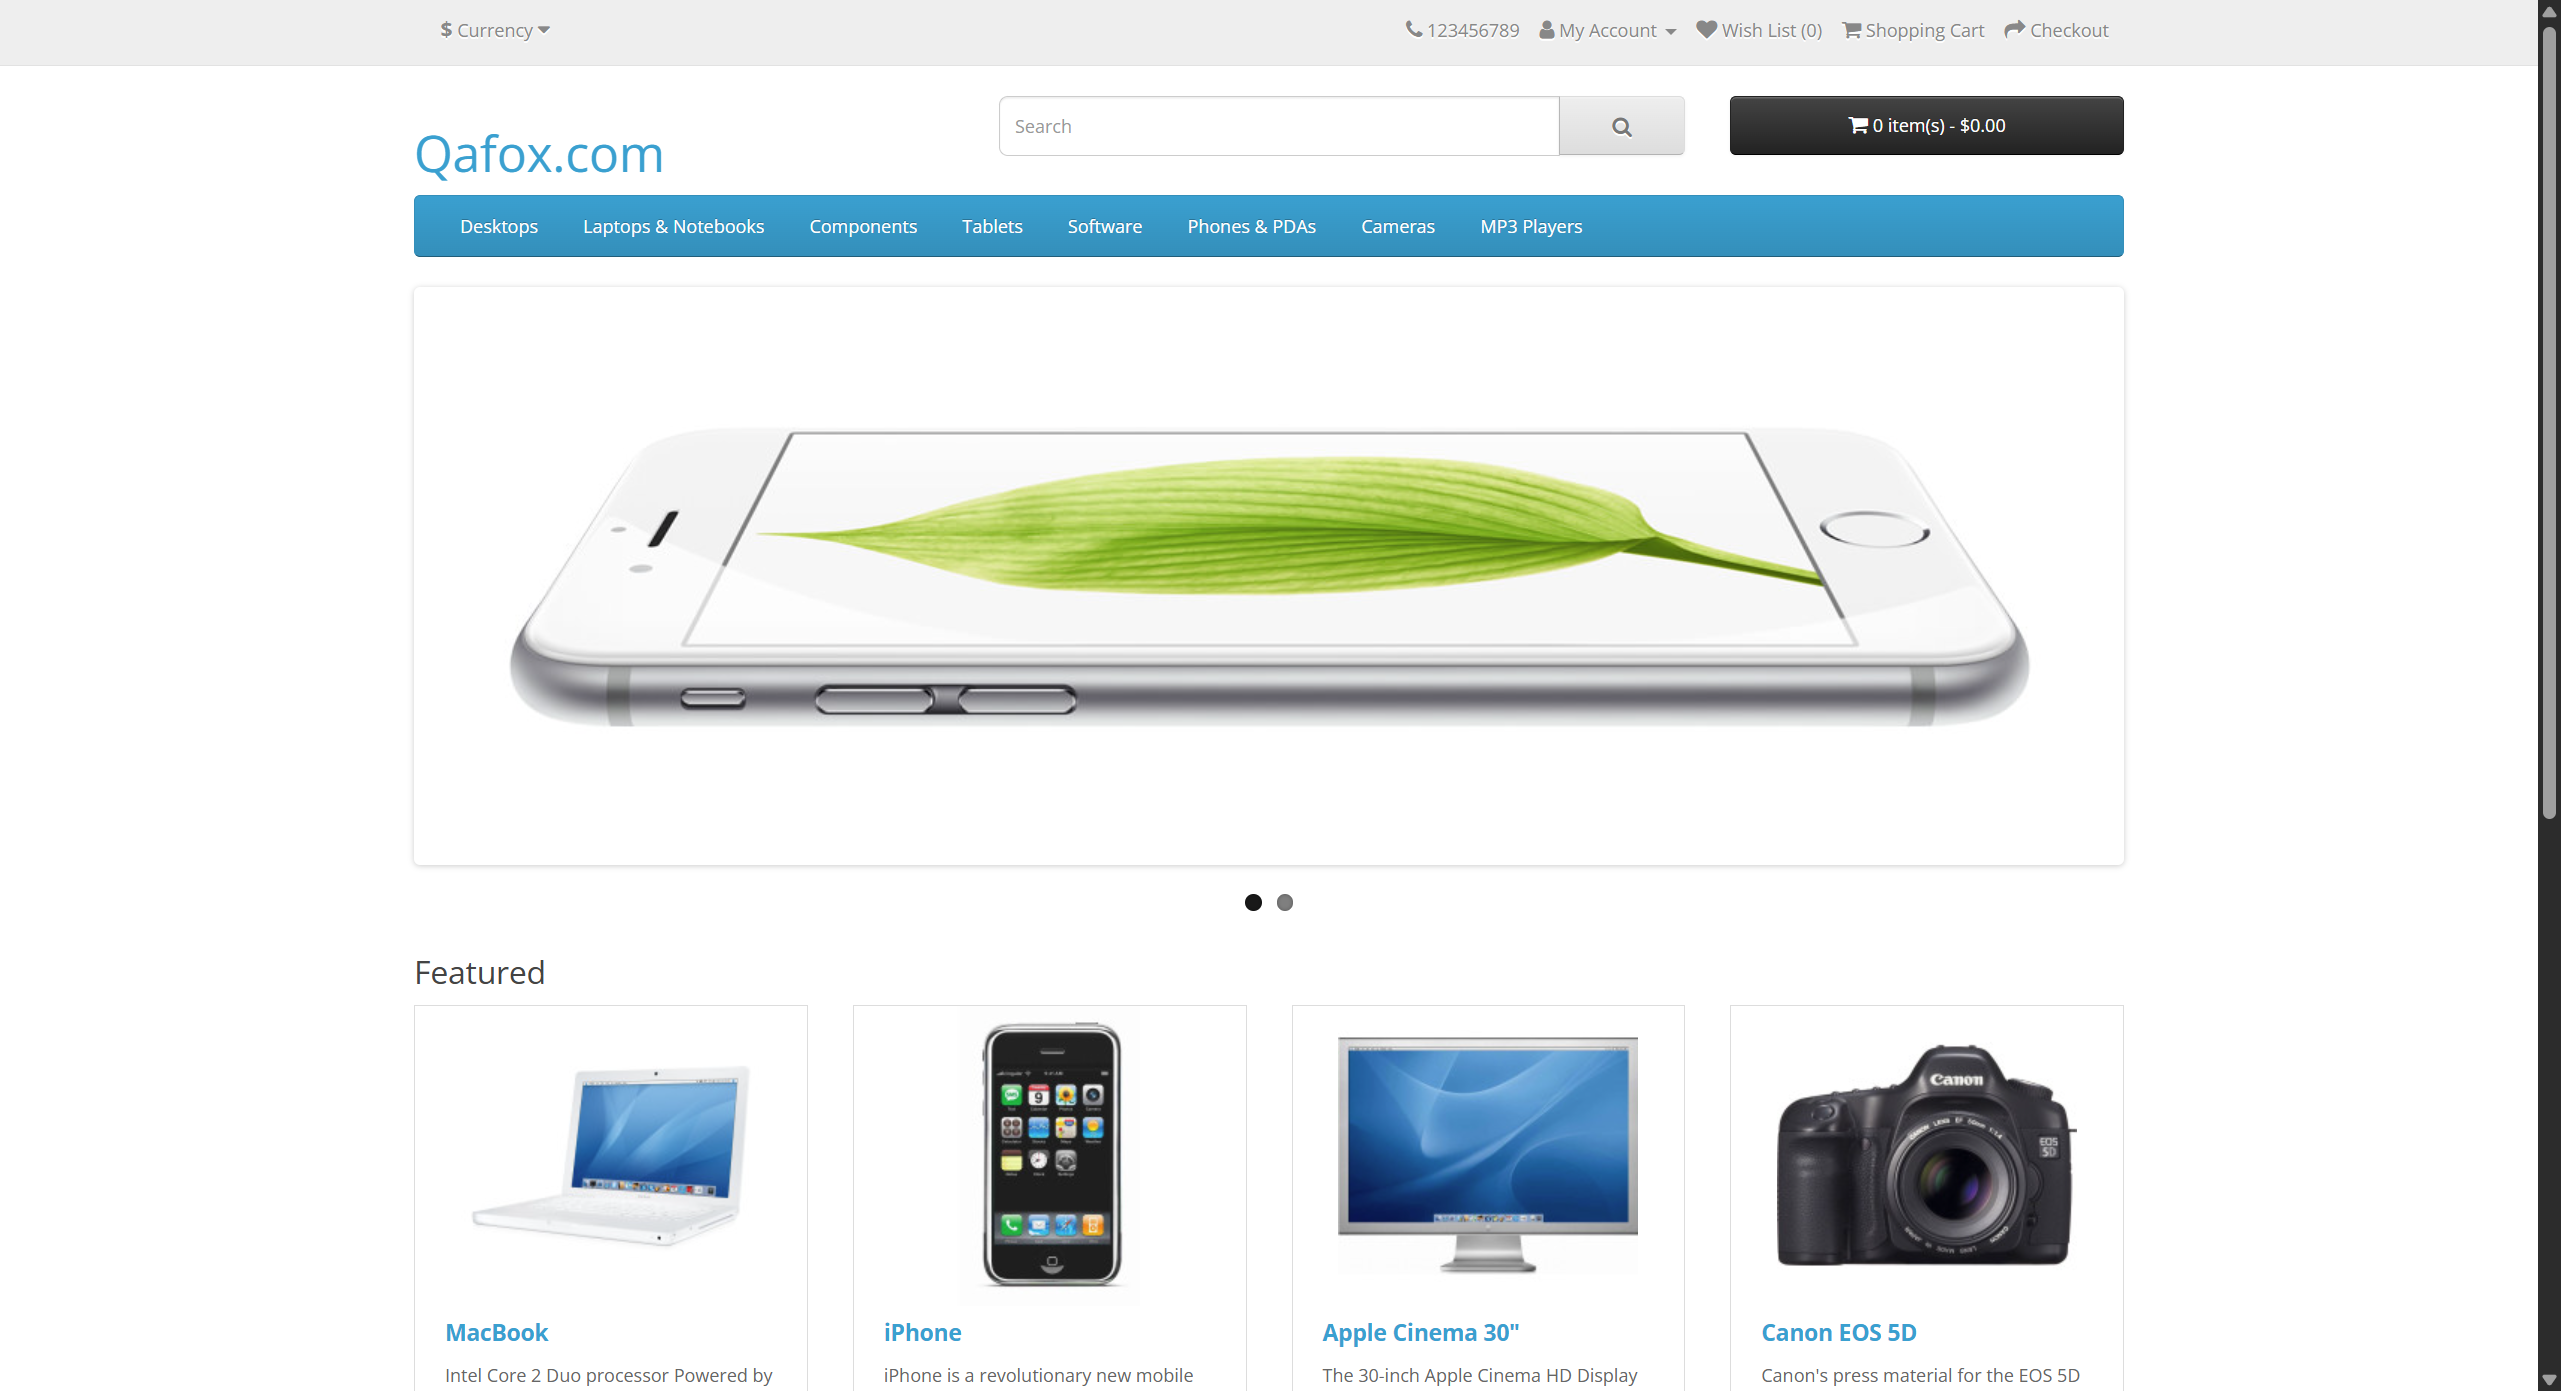 $ Currency
123456789 My Account Wish List (0) Shopping Cart Checkout
Qafox.com
Search
0 item(s) - $0.00
Desktops Laptops & Notebooks Components Tablets Software Phones & PDAs Cameras MP3 Players
Featured
Canon
EOS
5D
MacBook
Intel Core 2 Duo processor Powered by
iPhone
iPhone is a revolutionary new mobile
Apple Cinema 30"
The 30-inch Apple Cinema HD Display
Canon EOS 5D
Canon's press material for the EOS 5D